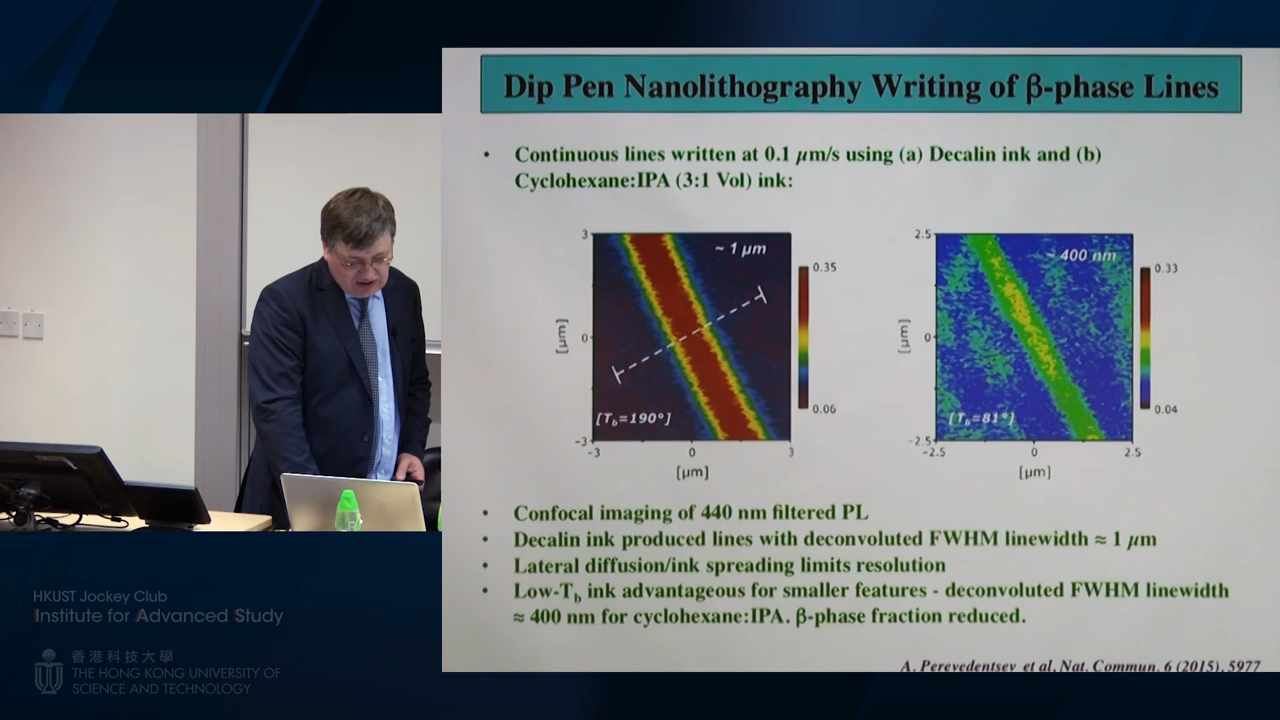 Dip Pen Nanolithography Writing of β-phase Lines
• Continuous lines written at 0.1 μm/s using (a) Decalin ink and (b)
Cyclohexane:IPA (3:1 Vol) ink:
3
0
-3
[μm]
~ 1 μm
[Tb=190°]
-3 0 3
[μm]
0.35
0.06
2.5
0
-2.5
[μm]
~ 400 nm
[Tb=81°]
-2.5 0 2.5
[μm]
0.33
0.04
• Confocal imaging of 440 nm filtered PL
• Decalin ink produced lines with deconvoluted FWHM linewidth ≈ 1 μm
• Lateral diffusion/ink spreading limits resolution
• Low-Tb ink advantageous for smaller features - deconvoluted FWHM linewidth
≈ 400 nm for cyclohexane:IPA. β-phase fraction reduced.
A. Perevedentsev et al, Nat. Commun. 6 (2015), 5977
HKUST Jockey Club
Institute for Advanced Study
香港科技大學
THE HONG KONG UNIVERSITY OF
SCIENCE AND TECHNOLOGY